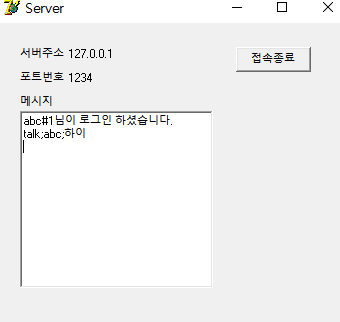 Server
서버주소 127.0.0.1
접속종료
포트번호 1234
메시지
abc#1님이 로그인 하셨습니다.
talk;abc;하이